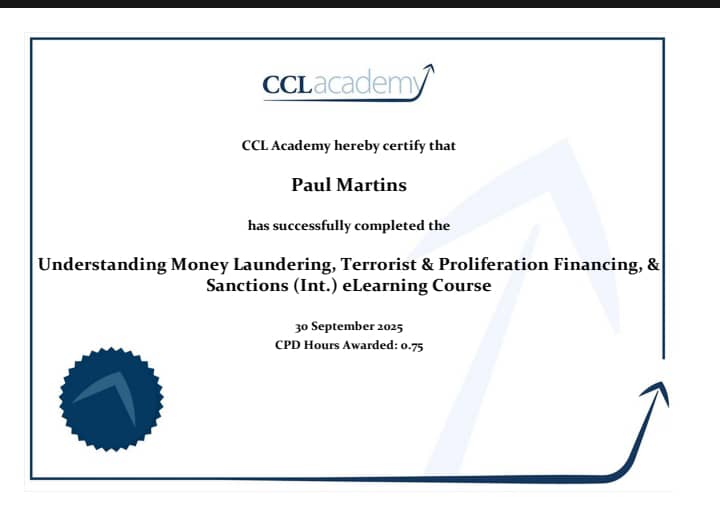 CCLacademy
CCL Academy hereby certify that
Paul Martins
has successfully completed the
Understanding Money Laundering, Terrorist & Proliferation Financing, &
Sanctions (Int.) eLearning Course
30 September 2025
CPD Hours Awarded: 0.75